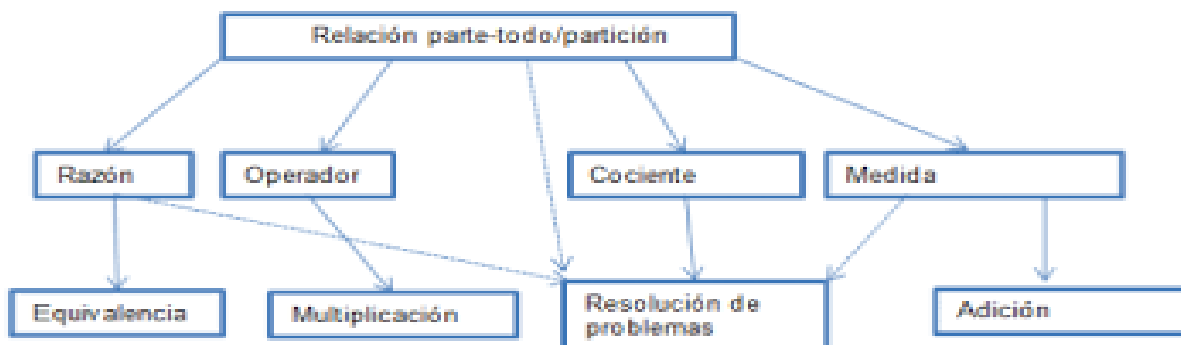 Relación parte-todo/partición
Razón
Operador
Cociente
Medida
Equivalencia
Multiplicación
Resolución de
problemas
Adición